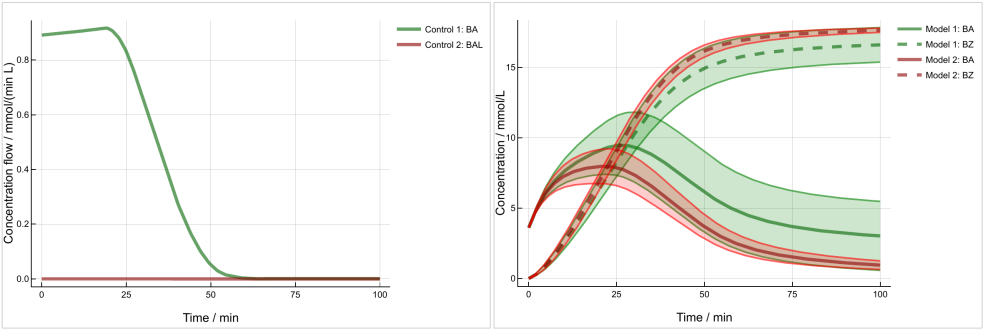 Concentration flow / mmol/(min L)
0.8
0.6
0.4
0.2
0.0
0
25
50
75
100
Time / min
Control 1: BA
Control 2: BAL
Concentration / mmol/L
15
10
5
0
0
25
50
75
100
Time / min
Model 1: BA
Model 1: BZ
Model 2: BA
Model 2: BZ